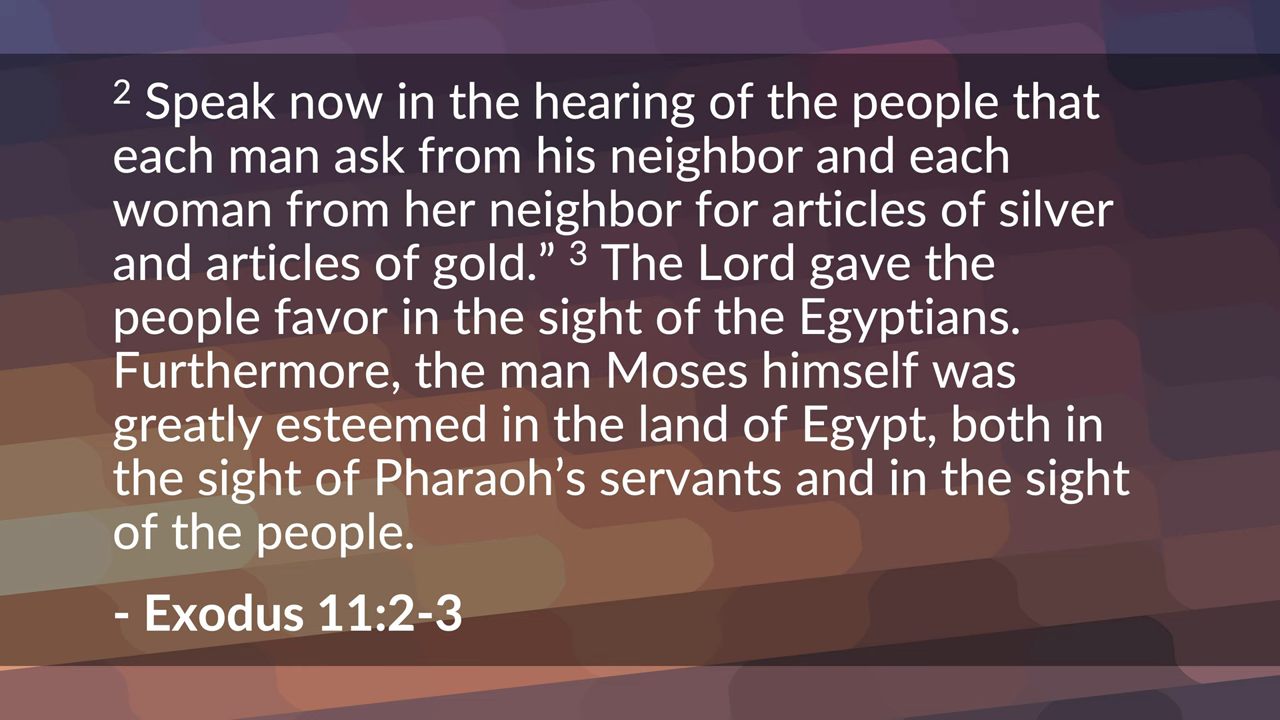 ² Speak now in the hearing of the people that
each man ask from his neighbor and each
woman from her neighbor for articles of silver
and articles of gold.” ³ The Lord gave the
people favor in the sight of the Egyptians.
Furthermore, the man Moses himself was
greatly esteemed in the land of Egypt, both in
the sight of Pharaoh’s servants and in the sight
of the people.
- Exodus 11:2-3